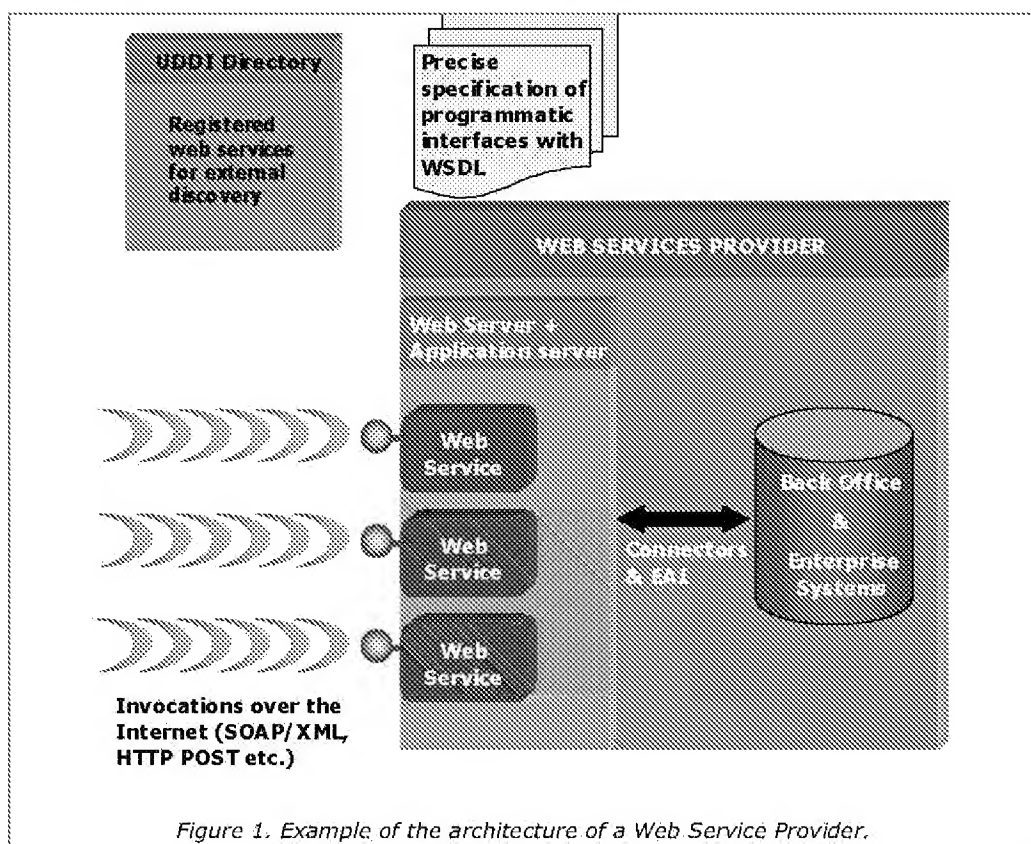 UDDI Directory
Registered
web services
for external
discovery
Precise
specification of
programmatic
interfaces with
WSDL
WEB SERVICES PROVIDER
Web Server +
Application server
Web
Service
Web
Service
Web
Service
Connectors
& EAI
Back Office
&
Enterprise
Systems
Invocations over the
Internet (SOAP/XML,
HTTP POST etc.)
Figure 1. Example of the architecture of a Web Service Provider.